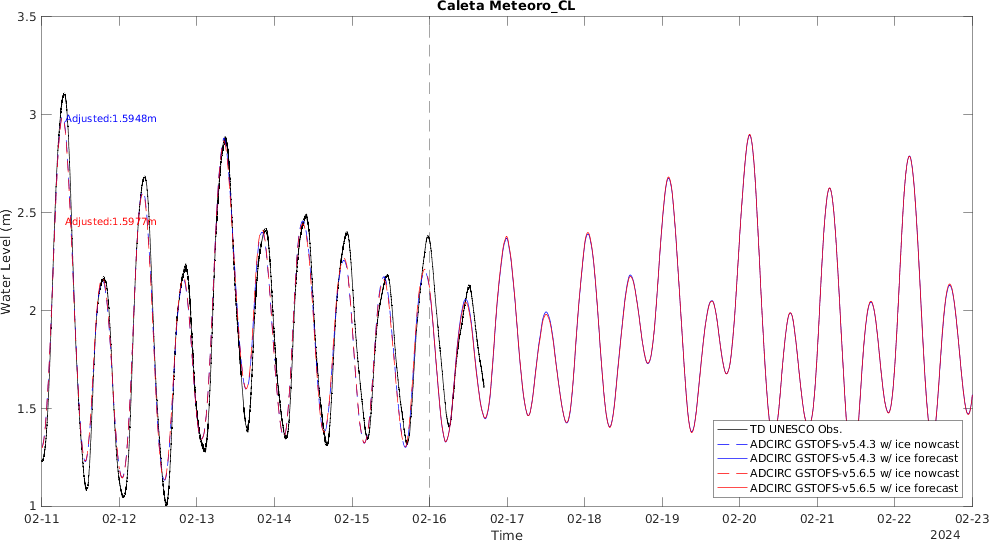 Caleta Meteoro_CL
3.5
3
2.5
2
1.5
1
Water Level (m)
Adjusted:1.5948m
Adjusted:1.5977m
TD UNESCO Obs.
ADCIRC GSTOFS-v5.4.3 w/ ice nowcast
ADCIRC GSTOFS-v5.4.3 w/ ice forecast
ADCIRC GSTOFS-v5.6.5 w/ ice nowcast
ADCIRC GSTOFS-v5.6.5 w/ ice forecast
02-11 02-12 02-13 02-14 02-15 02-16 02-17 02-18 02-19 02-20 02-21 02-22 02-23
Time
2024